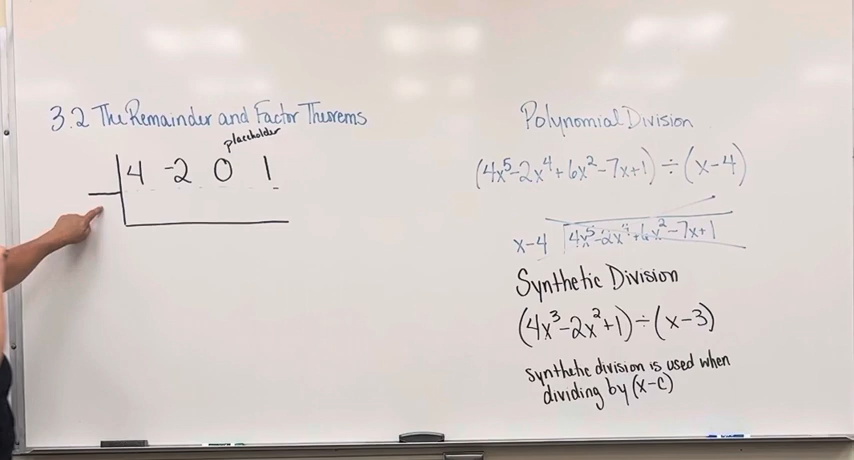 3.2 The Remainder and Factor Theorems
placeholder
4 -2 0 1
Polynomial Division
(4x⁵-2x⁴+6x²-7x+1)÷(x-4)
x-4 4x⁵-2x⁴+6x²-7x+1
Synthetic Division
(4x³-2x²+1)÷(x-3)
synthetic division is used when
dividing by (x-c)